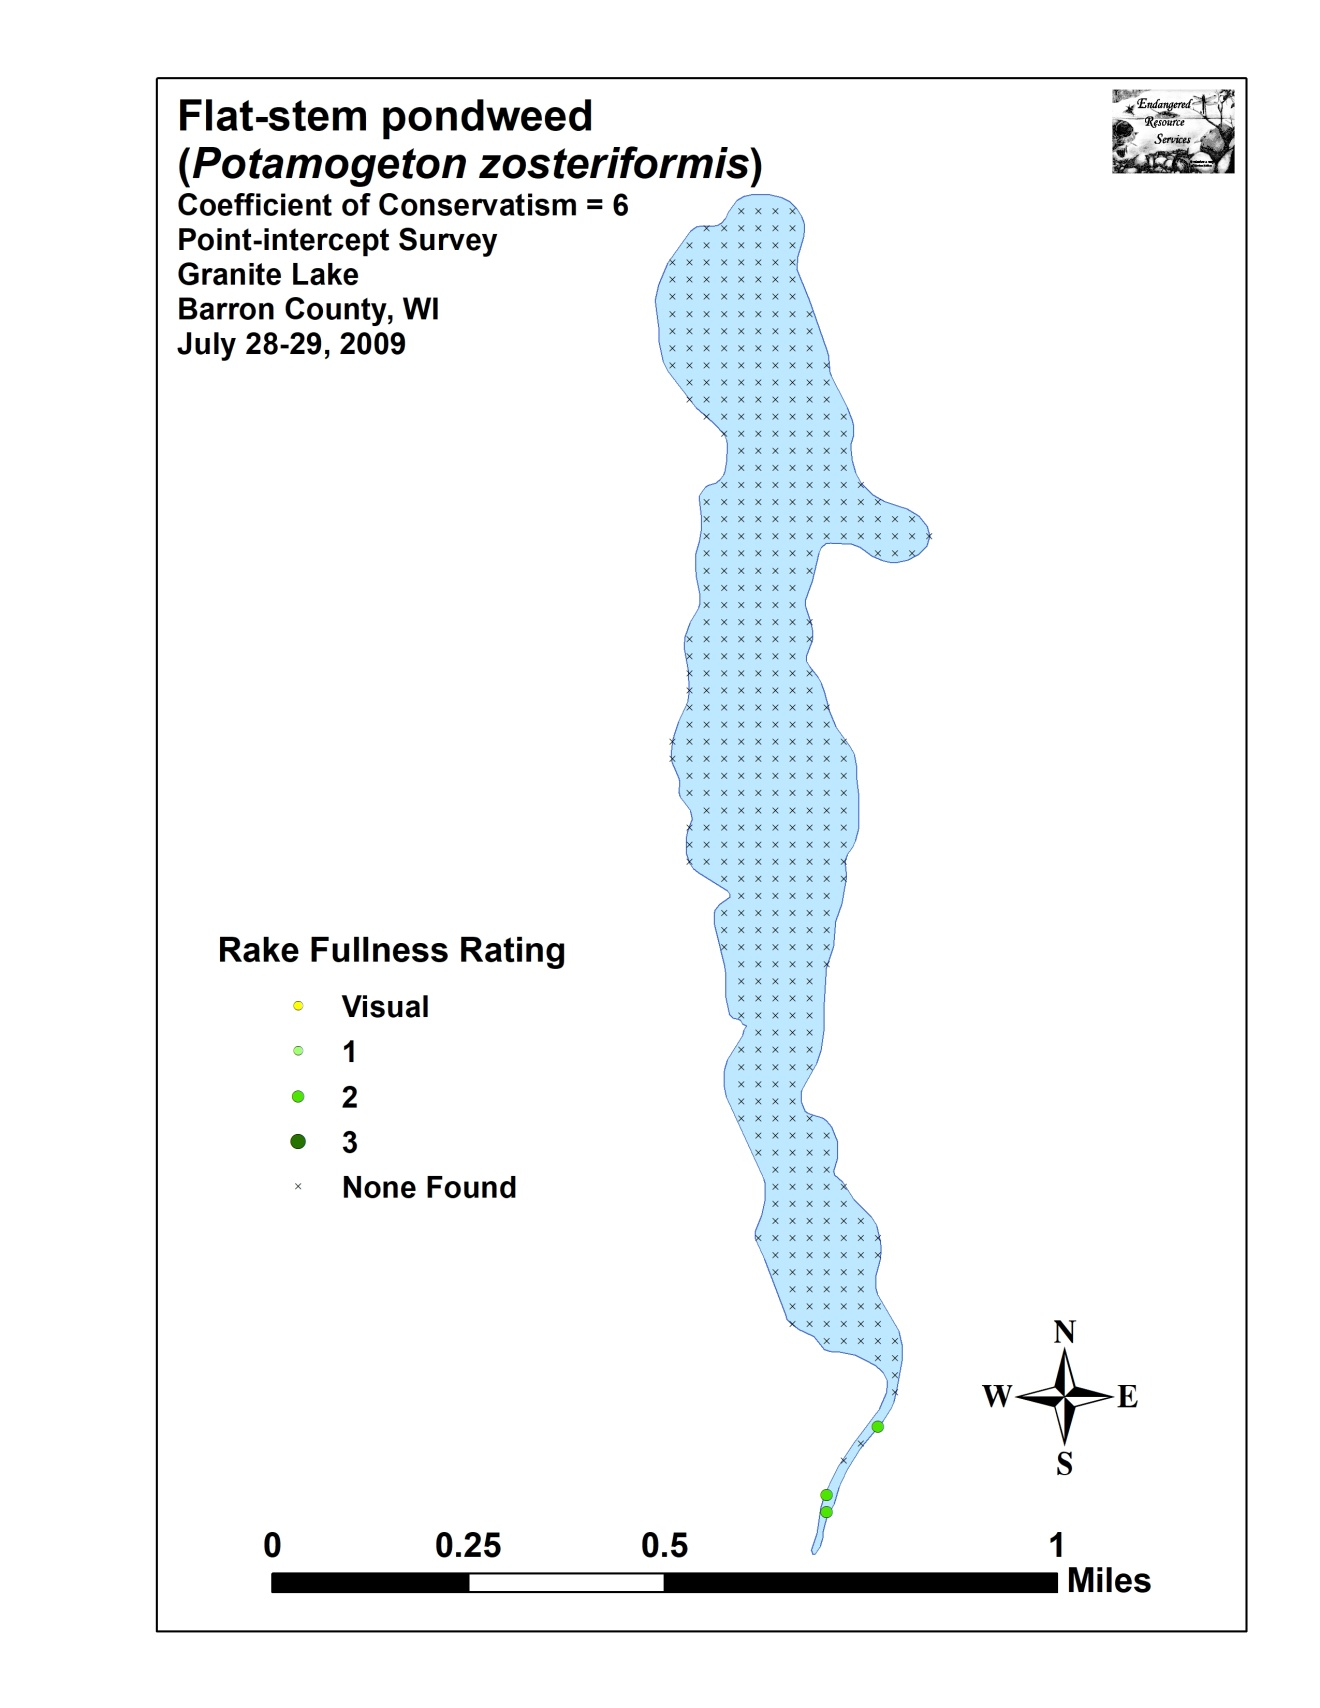 Flat-stem pondweed
(Potamogeton zosteriformis)
Coefficient of Conservatism = 6
Point-intercept Survey
Granite Lake
Barron County, WI
July 28-29, 2009
Endangered
Resource
Services
Rake Fullness Rating
Visual
1
2
3
None Found
N
W E
S
0 0.25 0.5 1
Miles